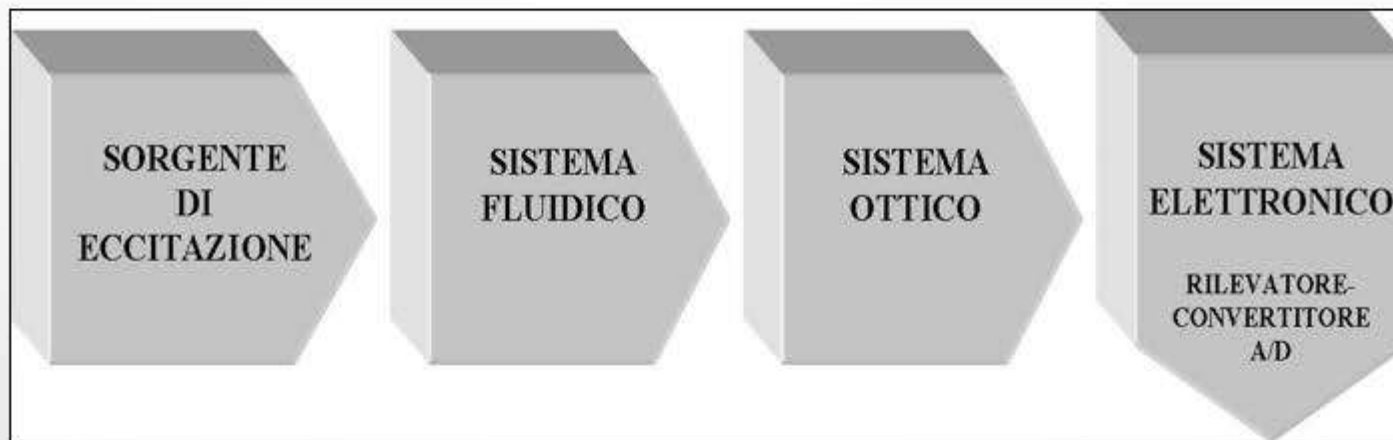 SORGENTE
DI
ECCITAZIONE
SISTEMA
FLUIDICO
SISTEMA
OTTICO
SISTEMA
ELETTRONICO
RILEVATORE-
CONVERTITORE
A/D